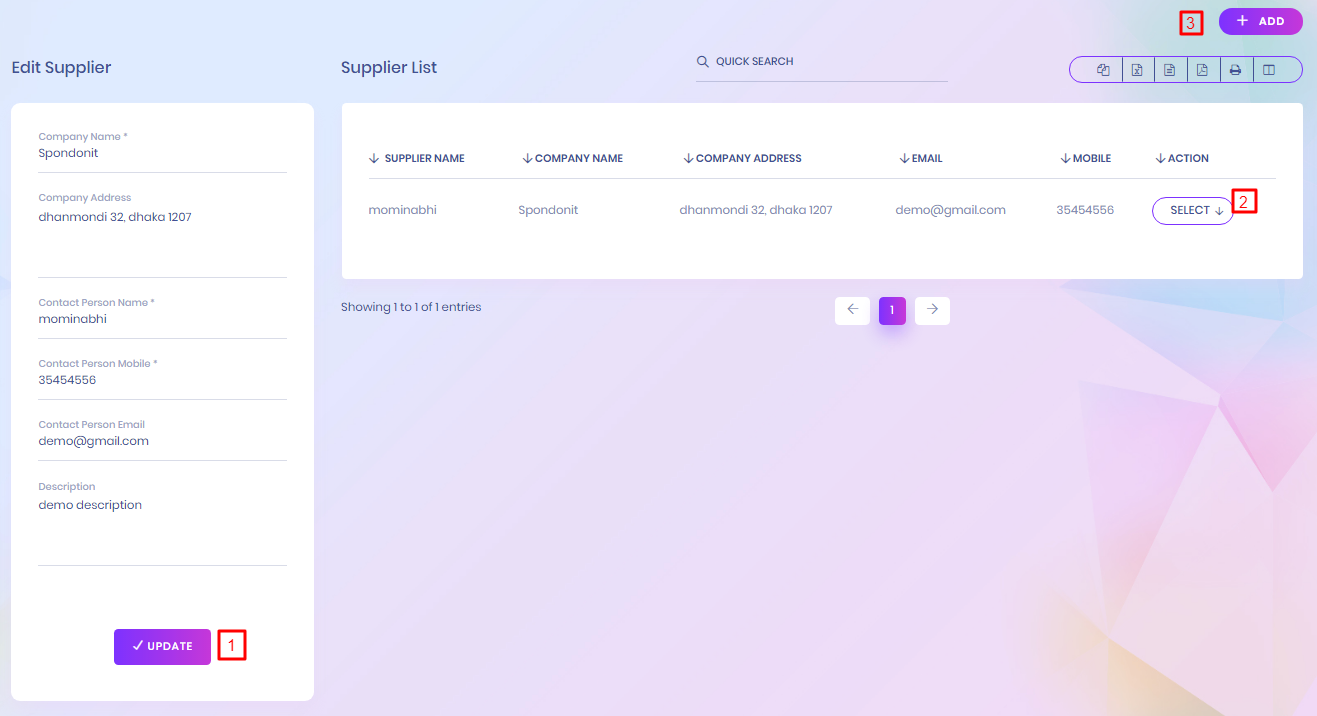 3
ADD
Edit Supplier
Supplier List
QUICK SEARCH
Company Name *
Spondonit
Company Address
dhanmondi 32, dhaka 1207
Contact Person Name *
mominabhi
Contact Person Mobile *
35454556
Contact Person Email
demo@gmail.com
Description
demo description
UPDATE
1
SUPPLIER NAME COMPANY NAME COMPANY ADDRESS EMAIL MOBILE ACTION
mominabhi Spondonit dhanmondi 32, dhaka 1207 demo@gmail.com 35454556 SELECT
2
Showing 1 to 1 of 1 entries
1